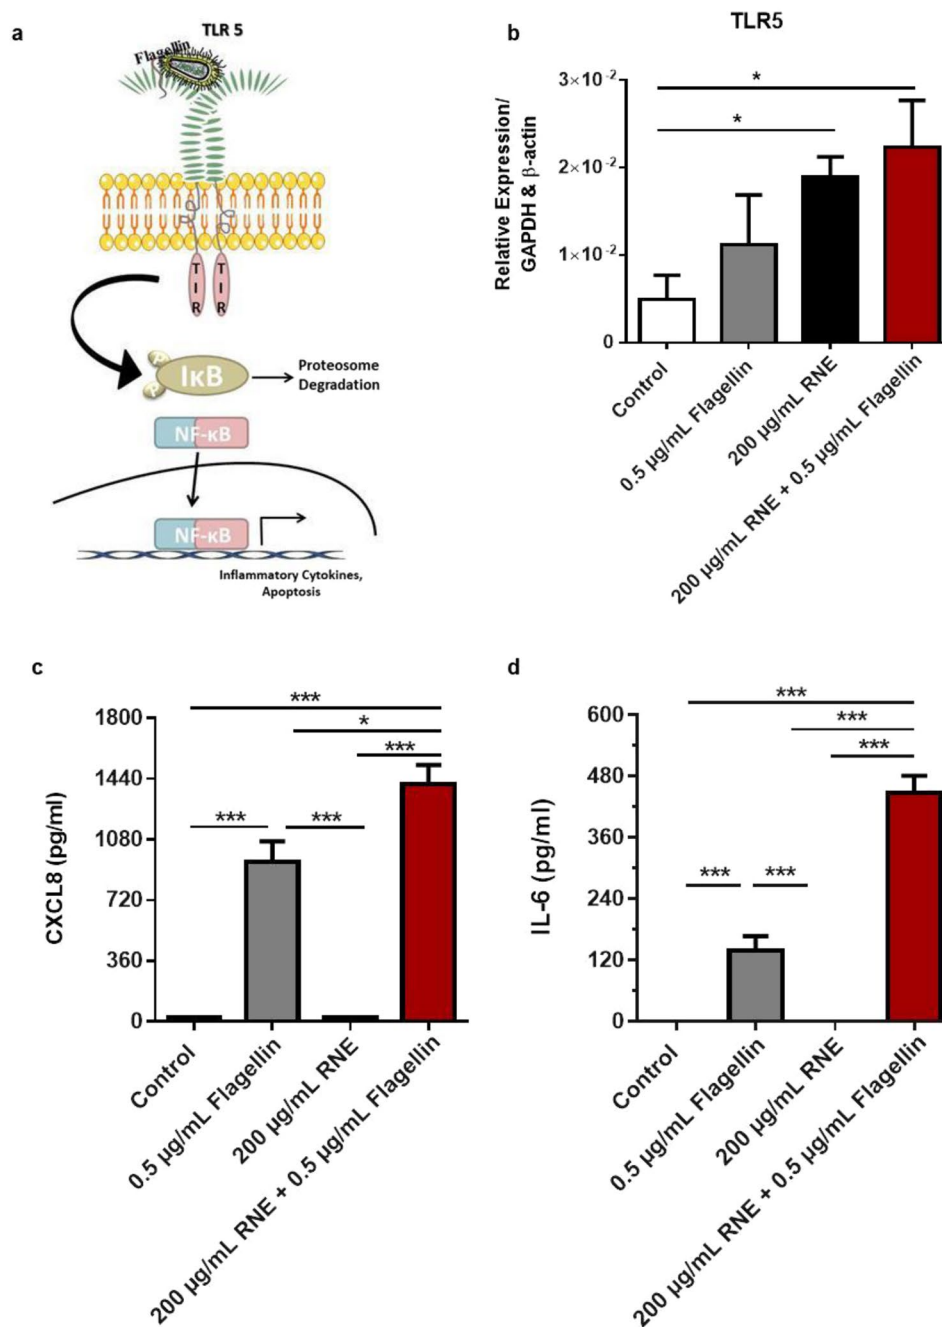 a
TLR 5
Flagellin
T
I
R
T
I
R
P
P
IκB
Proteosome
Degradation
NF-κB
NF-κB
Inflammatory Cytokines,
Apoptosis
b
TLR5
Relative Expression/
GAPDH & β-actin
3×10⁻²
2×10⁻²
1×10⁻²
0
*
*
Control
0.5 µg/mL Flagellin
200 µg/mL RNE
200 µg/mL RNE + 0.5 µg/mL Flagellin
c
CXCL8 (pg/ml)
1800
1440
1080
720
360
0
***
*
***
***
***
Control
0.5 µg/mL Flagellin
200 µg/mL RNE
200 µg/mL RNE + 0.5 µg/mL Flagellin
d
IL-6 (pg/ml)
600
480
360
240
120
0
***
***
***
***
***
Control
0.5 µg/mL Flagellin
200 µg/mL RNE
200 µg/mL RNE + 0.5 µg/mL Flagellin